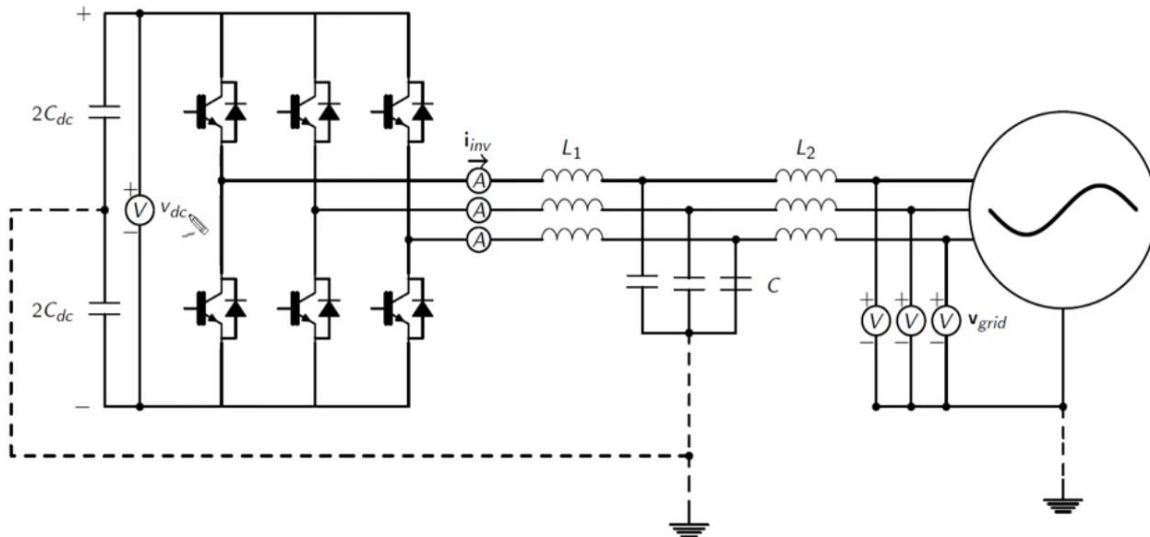 +
2C_dc
+
V v_dc
−
2C_dc
−
i_inv
A
A
A
L_1
L_2
C
+ + +
V V V v_grid
− − −